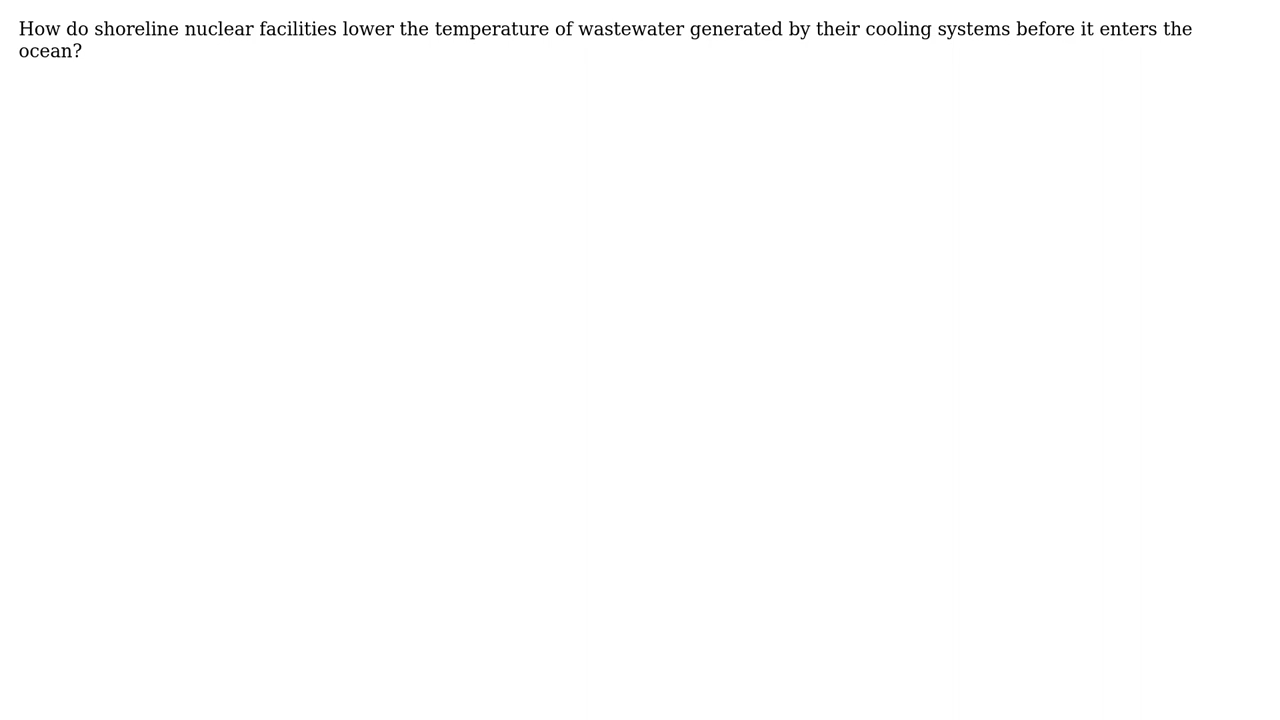 How do shoreline nuclear facilities lower the temperature of wastewater generated by their cooling systems before it enters the
ocean?